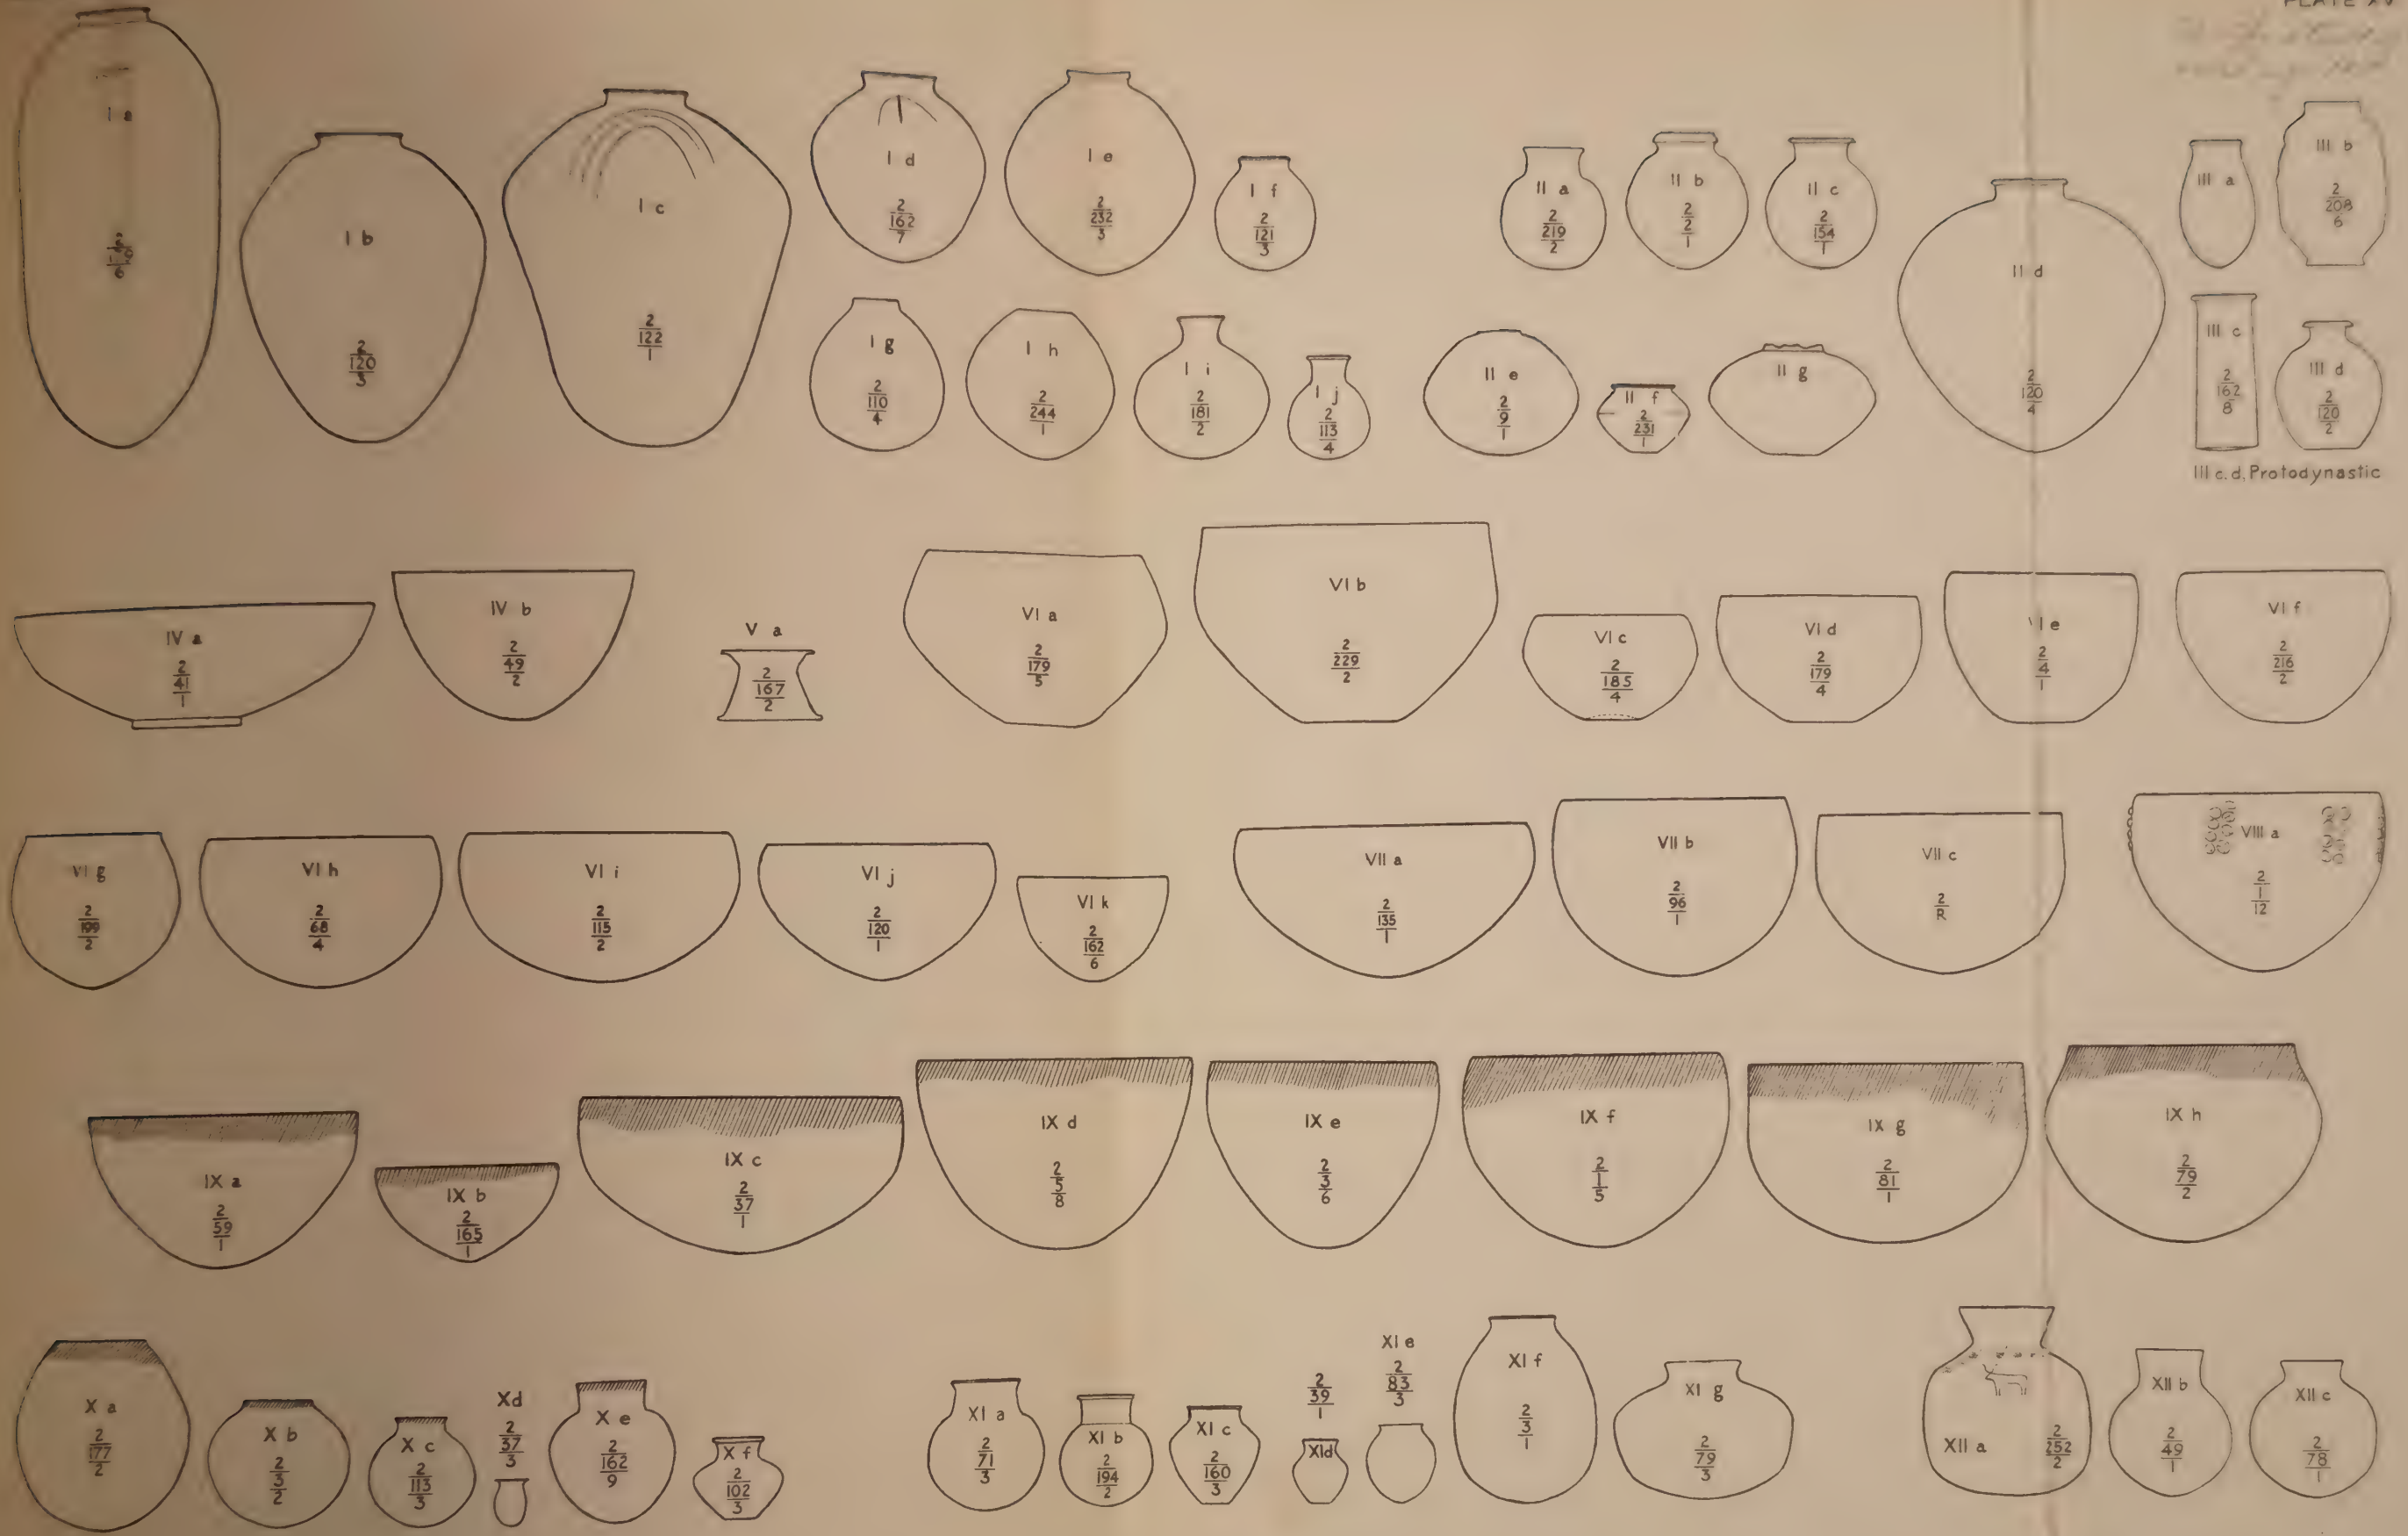 PLATE XV
I a
6
I b
2
120
3
I c
2
122
1
I d
2
162
7
I e
2
232
3
I f
2
121
3
I g
2
110
4
I h
2
244
1
I i
2
181
2
I j
2
113
4
II a
2
219
2
II b
2
2
1
II c
2
154
1
II d
2
120
4
II e
2
9
1
II f
2
231
1
II g
III a
III b
2
208
6
III c
2
162
8
III d
2
120
2
III c.d. Protodynastic
IV a
2
41
1
IV b
2
49
2
V a
2
167
2
VI a
2
179
5
VI b
2
229
2
VI c
2
185
4
VI d
2
179
4
VI e
2
4
1
VI f
2
216
2
VI g
2
199
2
VI h
2
68
4
VI i
2
115
2
VI j
2
120
1
VI k
2
162
6
VII a
2
135
1
VII b
2
96
1
VII c
2
R
VIII a
2
1
12
IX a
2
59
1
IX b
2
165
1
IX c
2
37
1
IX d
2
5
8
IX e
2
3
6
IX f
2
1
5
IX g
2
81
1
IX h
2
79
2
X a
2
177
2
X b
2
3
2
X c
2
113
3
Xd
2
37
3
X e
2
162
9
X f
2
102
3
XI a
2
71
3
XI b
2
194
2
XI c
2
160
3
2
39
1
XId
XI e
2
83
3
XI f
2
3
1
XI g
2
79
3
XII a
2
252
2
XII b
2
49
1
XII c
2
78
1